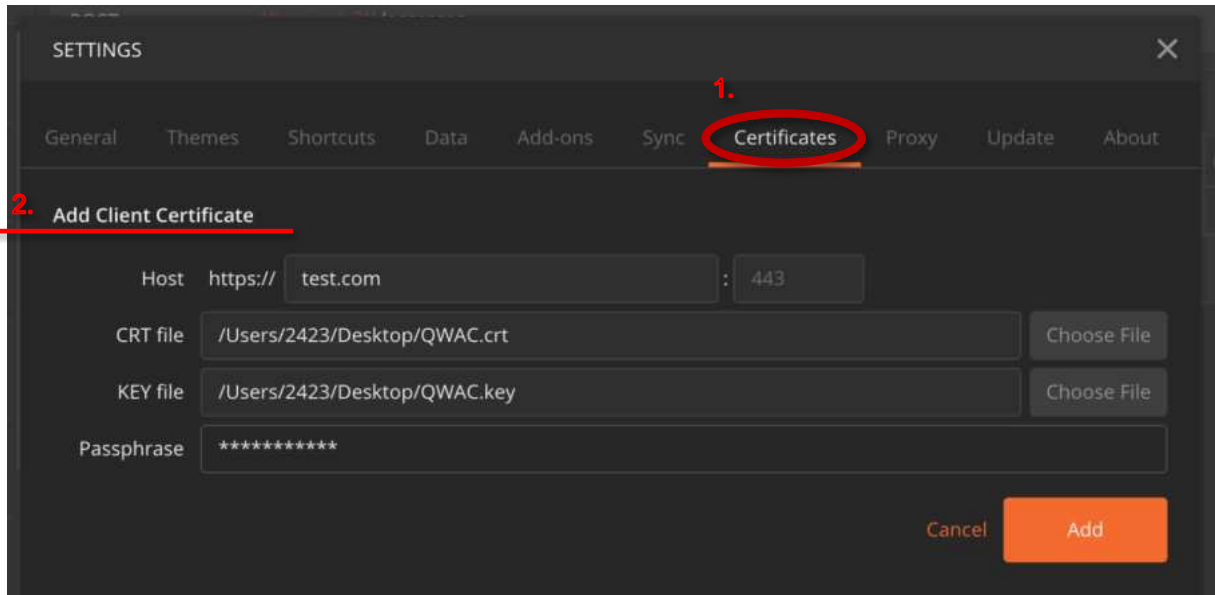 SETTINGS
1.
General Themes Shortcuts Data Add-ons Sync Certificates Proxy Update About
2. Add Client Certificate
Host https:// test.com : 443
CRT file /Users/2423/Desktop/QWAC.crt Choose File
KEY file /Users/2423/Desktop/QWAC.key Choose File
Passphrase ***********
Cancel Add